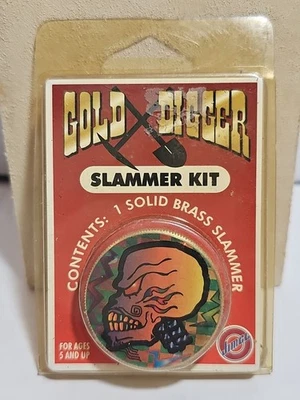 GOLD DIGGER
SLAMMER KIT
CONTENTS: 1 SOLID BRASS SLAMMER
FOR AGES
5 AND UP